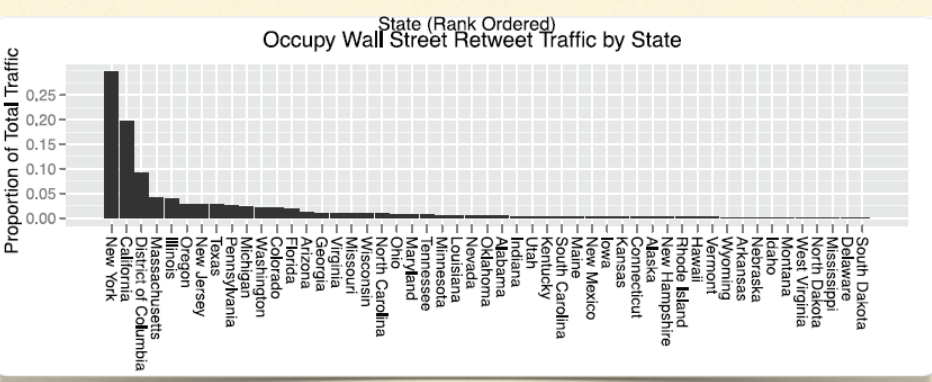 State (Rank Ordered)
Occupy Wall Street Retweet Traffic by State
Proportion of Total Traffic
0.25
0.20
0.15
0.10
0.05
0.00
New York
California
District of Columbia
Massachusetts
Illinois
Oregon
New Jersey
Texas
Pennsylvania
Michigan
Washington
Colorado
Florida
Arizona
Georgia
Virginia
Missouri
Wisconsin
North Carolina
Ohio
Maryland
Tennessee
Minnesota
Louisiana
Nevada
Oklahoma
Alabama
Indiana
Utah
Kentucky
South Carolina
Maine
New Mexico
Iowa
Kansas
Connecticut
Alaska
New Hampshire
Rhode Island
Hawaii
Vermont
Wyoming
Arkansas
Nebraska
Idaho
Montana
West Virginia
North Dakota
Mississippi
Delaware
South Dakota